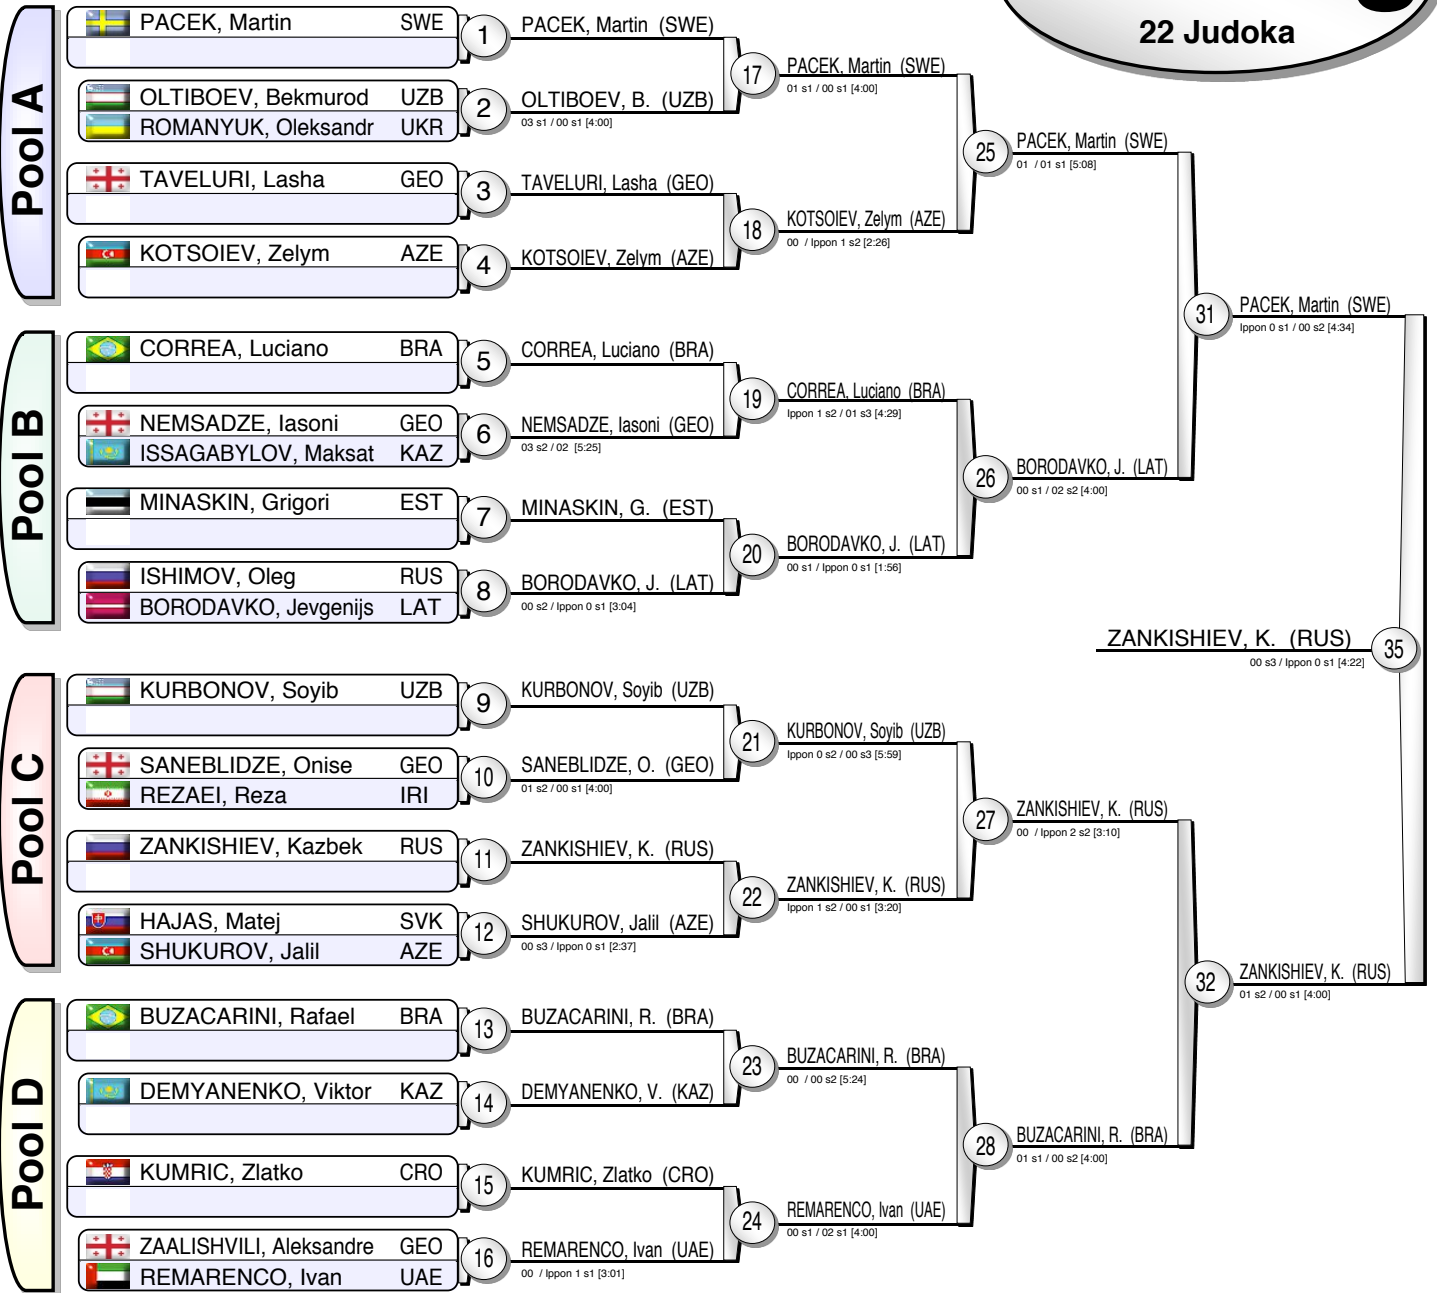 22 Judoka
Pool A
PACEK, Martin SWE
1
PACEK, Martin (SWE)
OLTIBOEV, Bekmurod UZB
ROMANYUK, Oleksandr UKR
2
OLTIBOEV, B. (UZB)
03 s1 / 00 s1 [4:00]
17
PACEK, Martin (SWE)
01 s1 / 00 s1 [4:00]
TAVELURI, Lasha GEO
3
TAVELURI, Lasha (GEO)
KOTSOIEV, Zelym AZE
4
KOTSOIEV, Zelym (AZE)
18
KOTSOIEV, Zelym (AZE)
00 / Ippon 1 s2 [2:26]
25
PACEK, Martin (SWE)
01 / 01 s1 [5:08]
Pool B
CORREA, Luciano BRA
5
CORREA, Luciano (BRA)
NEMSADZE, Iasoni GEO
ISSAGABYLOV, Maksat KAZ
6
NEMSADZE, Iasoni (GEO)
03 s2 / 02 [5:25]
19
CORREA, Luciano (BRA)
Ippon 1 s2 / 01 s3 [4:29]
MINASKIN, Grigori EST
7
MINASKIN, G. (EST)
ISHIMOV, Oleg RUS
BORODAVKO, Jevgenijs LAT
8
BORODAVKO, J. (LAT)
00 s2 / Ippon 0 s1 [3:04]
20
BORODAVKO, J. (LAT)
00 s1 / Ippon 0 s1 [1:56]
26
BORODAVKO, J. (LAT)
00 s1 / 02 s2 [4:00]
31
PACEK, Martin (SWE)
Ippon 0 s1 / 00 s2 [4:34]
ZANKISHIEV, K. (RUS)
00 s3 / Ippon 0 s1 [4:22]
35
Pool C
KURBONOV, Soyib UZB
9
KURBONOV, Soyib (UZB)
SANEBLIDZE, Onise GEO
REZAEI, Reza IRI
10
SANEBLIDZE, O. (GEO)
01 s2 / 00 s1 [4:00]
21
KURBONOV, Soyib (UZB)
Ippon 0 s2 / 00 s3 [5:59]
ZANKISHIEV, Kazbek RUS
11
ZANKISHIEV, K. (RUS)
HAJAS, Matej SVK
SHUKUROV, Jalil AZE
12
SHUKUROV, Jalil (AZE)
00 s3 / Ippon 0 s1 [2:37]
22
ZANKISHIEV, K. (RUS)
Ippon 1 s2 / 00 s1 [3:20]
27
ZANKISHIEV, K. (RUS)
00 / Ippon 2 s2 [3:10]
Pool D
BUZACARINI, Rafael BRA
13
BUZACARINI, R. (BRA)
DEMYANENKO, Viktor KAZ
14
DEMYANENKO, V. (KAZ)
23
BUZACARINI, R. (BRA)
00 / 00 s2 [5:24]
KUMRIC, Zlatko CRO
15
KUMRIC, Zlatko (CRO)
ZAALISHVILI, Aleksandre GEO
REMARENCO, Ivan UAE
16
REMARENCO, Ivan (UAE)
00 / Ippon 1 s1 [3:01]
24
REMARENCO, Ivan (UAE)
00 s1 / 02 s1 [4:00]
28
BUZACARINI, R. (BRA)
01 s1 / 00 s2 [4:00]
32
ZANKISHIEV, K. (RUS)
01 s2 / 00 s1 [4:00]